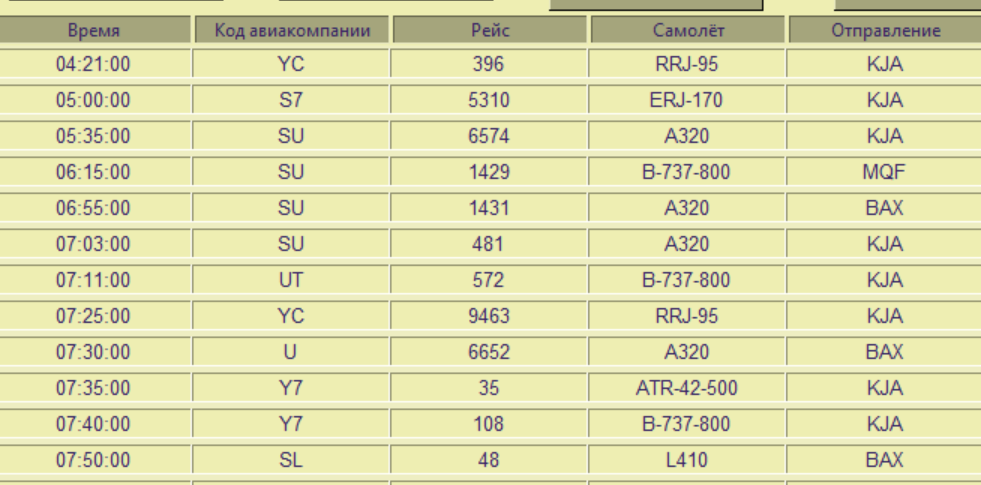 Время Код авиакомпании Рейс Самолёт Отправление
04:21:00 YC 396 RRJ-95 KJA
05:00:00 S7 5310 ERJ-170 KJA
05:35:00 SU 6574 A320 KJA
06:15:00 SU 1429 B-737-800 MQF
06:55:00 SU 1431 A320 BAX
07:03:00 SU 481 A320 KJA
07:11:00 UT 572 B-737-800 KJA
07:25:00 YC 9463 RRJ-95 KJA
07:30:00 U 6652 A320 BAX
07:35:00 Y7 35 ATR-42-500 KJA
07:40:00 Y7 108 B-737-800 KJA
07:50:00 SL 48 L410 BAX